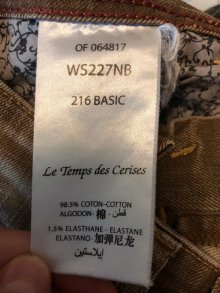 OF 064817
WS227NB
216 BASIC
Le Temps des Cerises
98.5% COTON-COTTON
ALGODON- 棉- قطن
1.5% ELASTHANE - ELASTANE
ELASTANO-加弹尼龙
إيلاستين